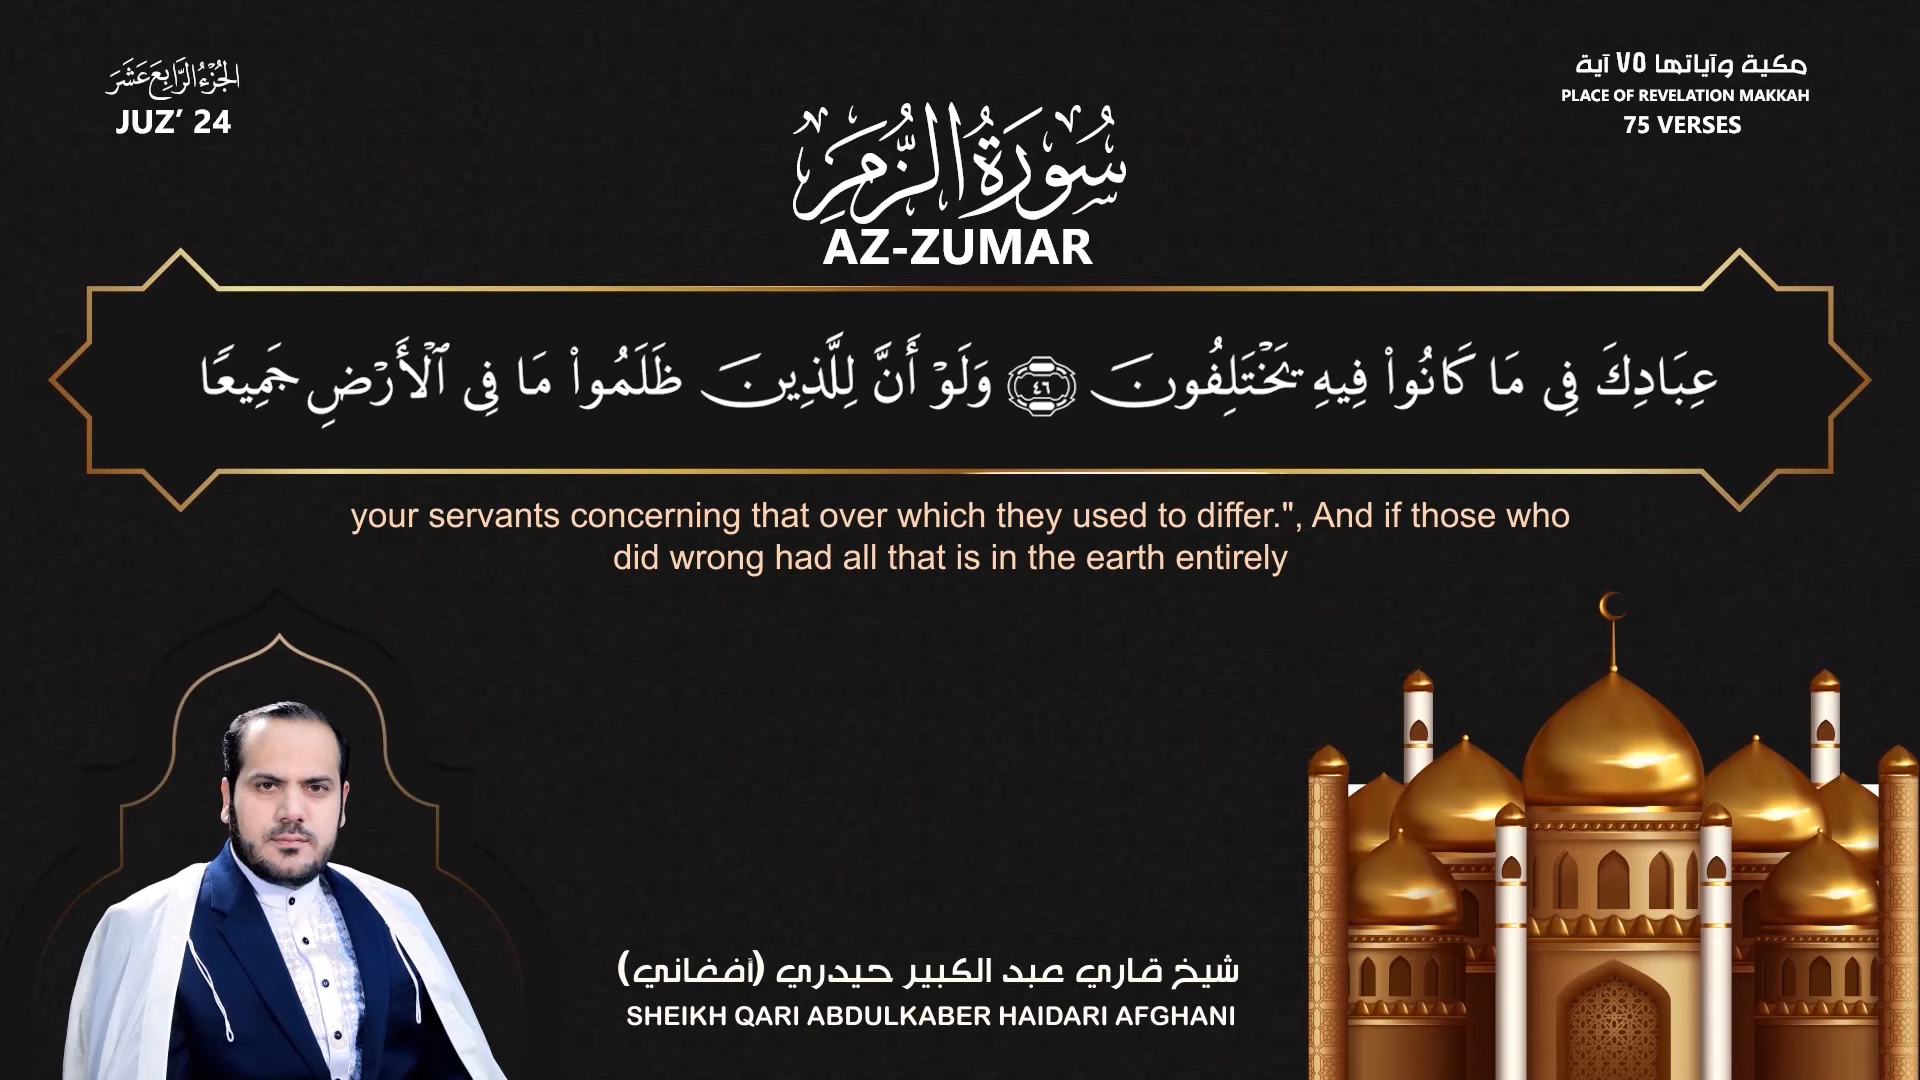 الجُزْءُ الرَّابِعَ عَشَرَ
JUZ’ 24
مكية وآياتها ٧٥ آية
PLACE OF REVELATION MAKKAH
75 VERSES
سُورَةُ الزُّمَرِ
AZ-ZUMAR
عِبَادِكَ فِى مَا كَانُوا۟ فِيهِ يَخْتَلِفُونَ ٤٦ وَلَوْ أَنَّ لِلَّذِينَ ظَلَمُوا۟ مَا فِى ٱلْأَرْضِ جَمِيعًا
your servants concerning that over which they used to differ.", And if those who
did wrong had all that is in the earth entirely
شيخ قاري عبد الكبير حيدري (أفغاني)
SHEIKH QARI ABDULKABER HAIDARI AFGHANI